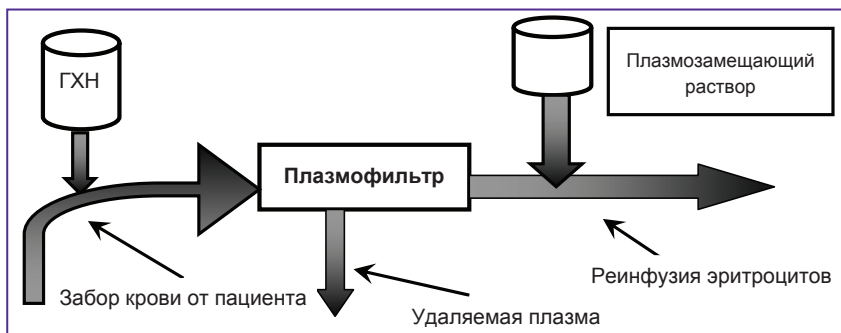 ГХН
Плазмозамещающий
раствор
Плазмофильтр
Реинфузия эритроцитов
Забор крови от пациента
Удаляемая плазма